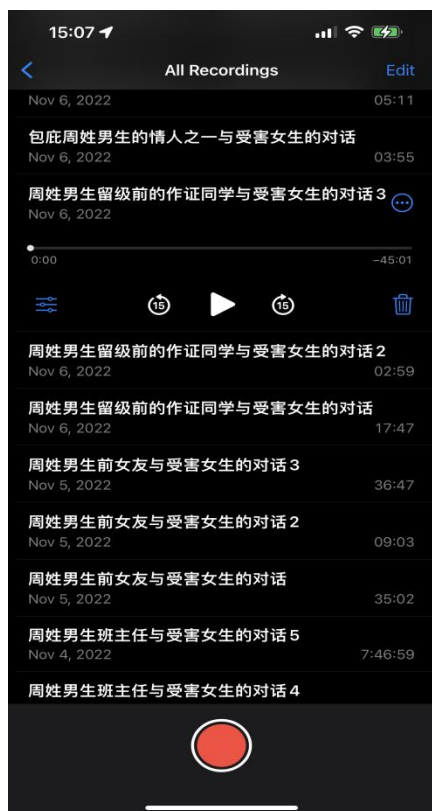 15:07
All Recordings
Edit
Nov 6, 2022
05:11
包庇周姓男生的情人之一与受害女生的对话
Nov 6, 2022
03:55
周姓男生留级前的作证同学与受害女生的对话3
Nov 6, 2022
0:00
-45:01
15
15
周姓男生留级前的作证同学与受害女生的对话2
Nov 6, 2022
02:59
周姓男生留级前的作证同学与受害女生的对话
Nov 6, 2022
17:47
周姓男生前女友与受害女生的对话3
Nov 5, 2022
36:47
周姓男生前女友与受害女生的对话2
Nov 5, 2022
09:03
周姓男生前女友与受害女生的对话
Nov 5, 2022
35:02
周姓男生班主任与受害女生的对话5
Nov 4, 2022
7:46:59
周姓男生班主任与受害女生的对话4